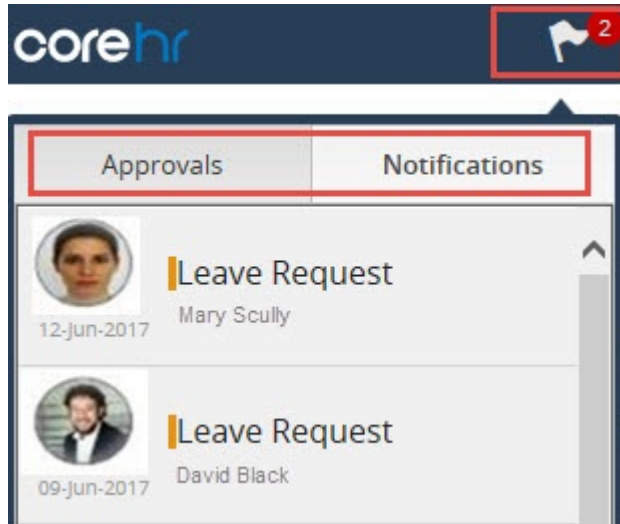 corehr
2
Approvals Notifications
Leave Request
Mary Scully
12-Jun-2017
Leave Request
David Black
09-Jun-2017